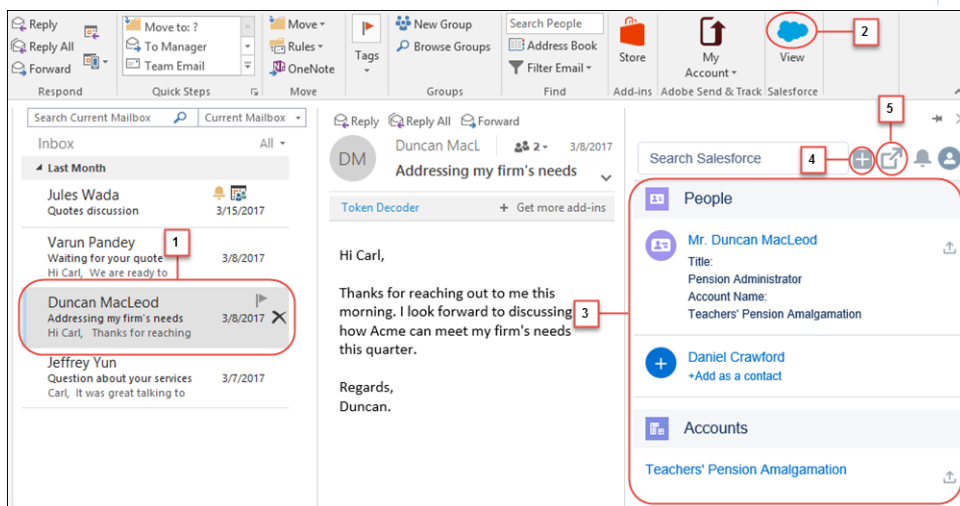 Reply
Reply All
Forward
Respond
Move to: ?
To Manager
Team Email
Quick Steps
Move
Rules
OneNote
Move
Tags
New Group
Browse Groups
Groups
Search People
Address Book
Filter Email
Find
Store
Add-ins
My
Account
Adobe Send & Track
View
Salesforce
2
Search Current Mailbox
Current Mailbox
Inbox
All
Last Month
Jules Wada
Quotes discussion 3/15/2017
Varun Pandey
1
Waiting for your quote 3/8/2017
Hi Carl, We are ready to
Duncan MacLeod
Addressing my firm's needs 3/8/2017
Hi Carl, Thanks for reaching
Jeffrey Yun
Question about your services 3/7/2017
Carl, It was great talking to
Reply Reply All Forward
DM
Duncan MacL 2 3/8/2017
Addressing my firm's needs
Token Decoder + Get more add-ins
Hi Carl,
Thanks for reaching out to me this
morning. I look forward to discussing
how Acme can meet my firm's needs
this quarter.
Regards,
Duncan.
3
5
Search Salesforce
4
People
Mr. Duncan MacLeod
Title:
Pension Administrator
Account Name:
Teachers' Pension Amalgamation
Daniel Crawford
+Add as a contact
Accounts
Teachers' Pension Amalgamation